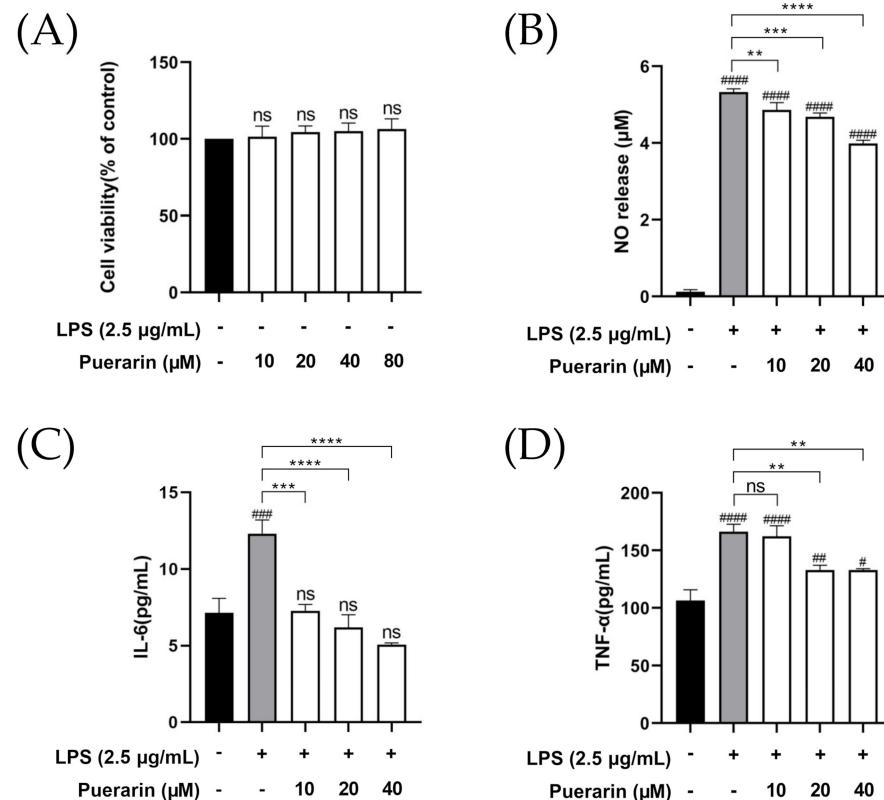 (A)
Cell viability(% of control)
150
100
50
0
ns ns ns ns
LPS (2.5 µg/mL) - - - - -
Puerarin (µM) - 10 20 40 80
(B)
NO release (µM)
6
4
2
0
****
***
**
#### #### #### ####
LPS (2.5 µg/mL) - + + + +
Puerarin (µM) - - 10 20 40
(C)
IL-6(pg/mL)
15
10
5
0
****
****
***
### ns ns ns
LPS (2.5 µg/mL) - + + + +
Puerarin (µM) - - 10 20 40
(D)
TNF-α(pg/mL)
200
150
100
50
0
**
**
ns
#### #### ## #
LPS (2.5 µg/mL) - + + + +
Puerarin (µM) - - 10 20 40